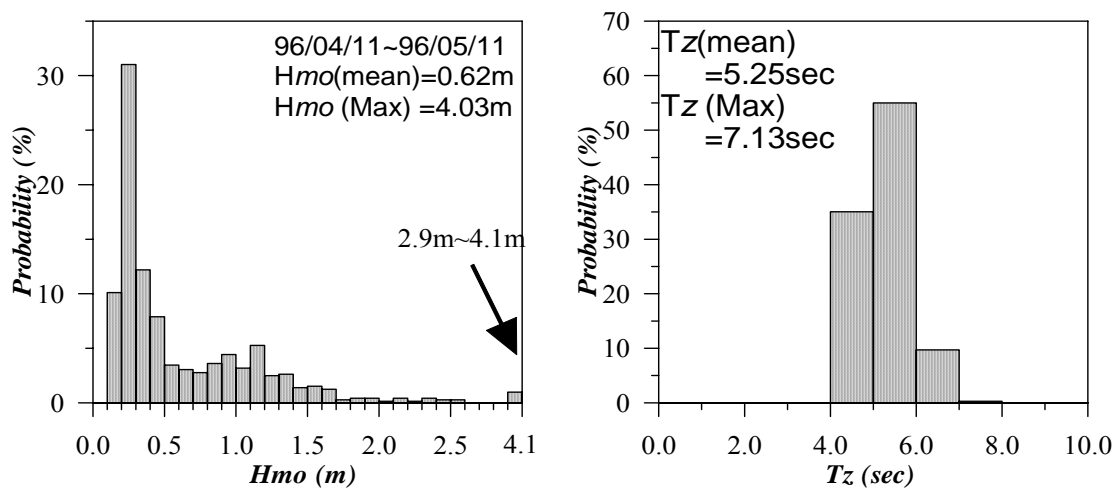 96/04/11~96/05/11
Hmo(mean)=0.62m
Hmo (Max) =4.03m
2.9m~4.1m
30
20
10
0
Probability (%)
0.0 0.5 1.0 1.5 2.0 2.5 4.1
Hmo (m)
Tz(mean)
=5.25sec
Tz (Max)
=7.13sec
70
60
50
40
30
20
10
0
Probability (%)
0.0 2.0 4.0 6.0 8.0 10.0
Tz (sec)